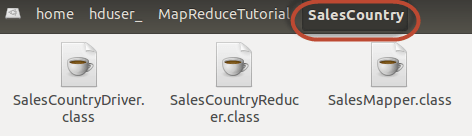 home hduser_ MapReduceTutorial SalesCountry
SalesCountryDriver. SalesCountryReduc SalesMapper.class
class er.class